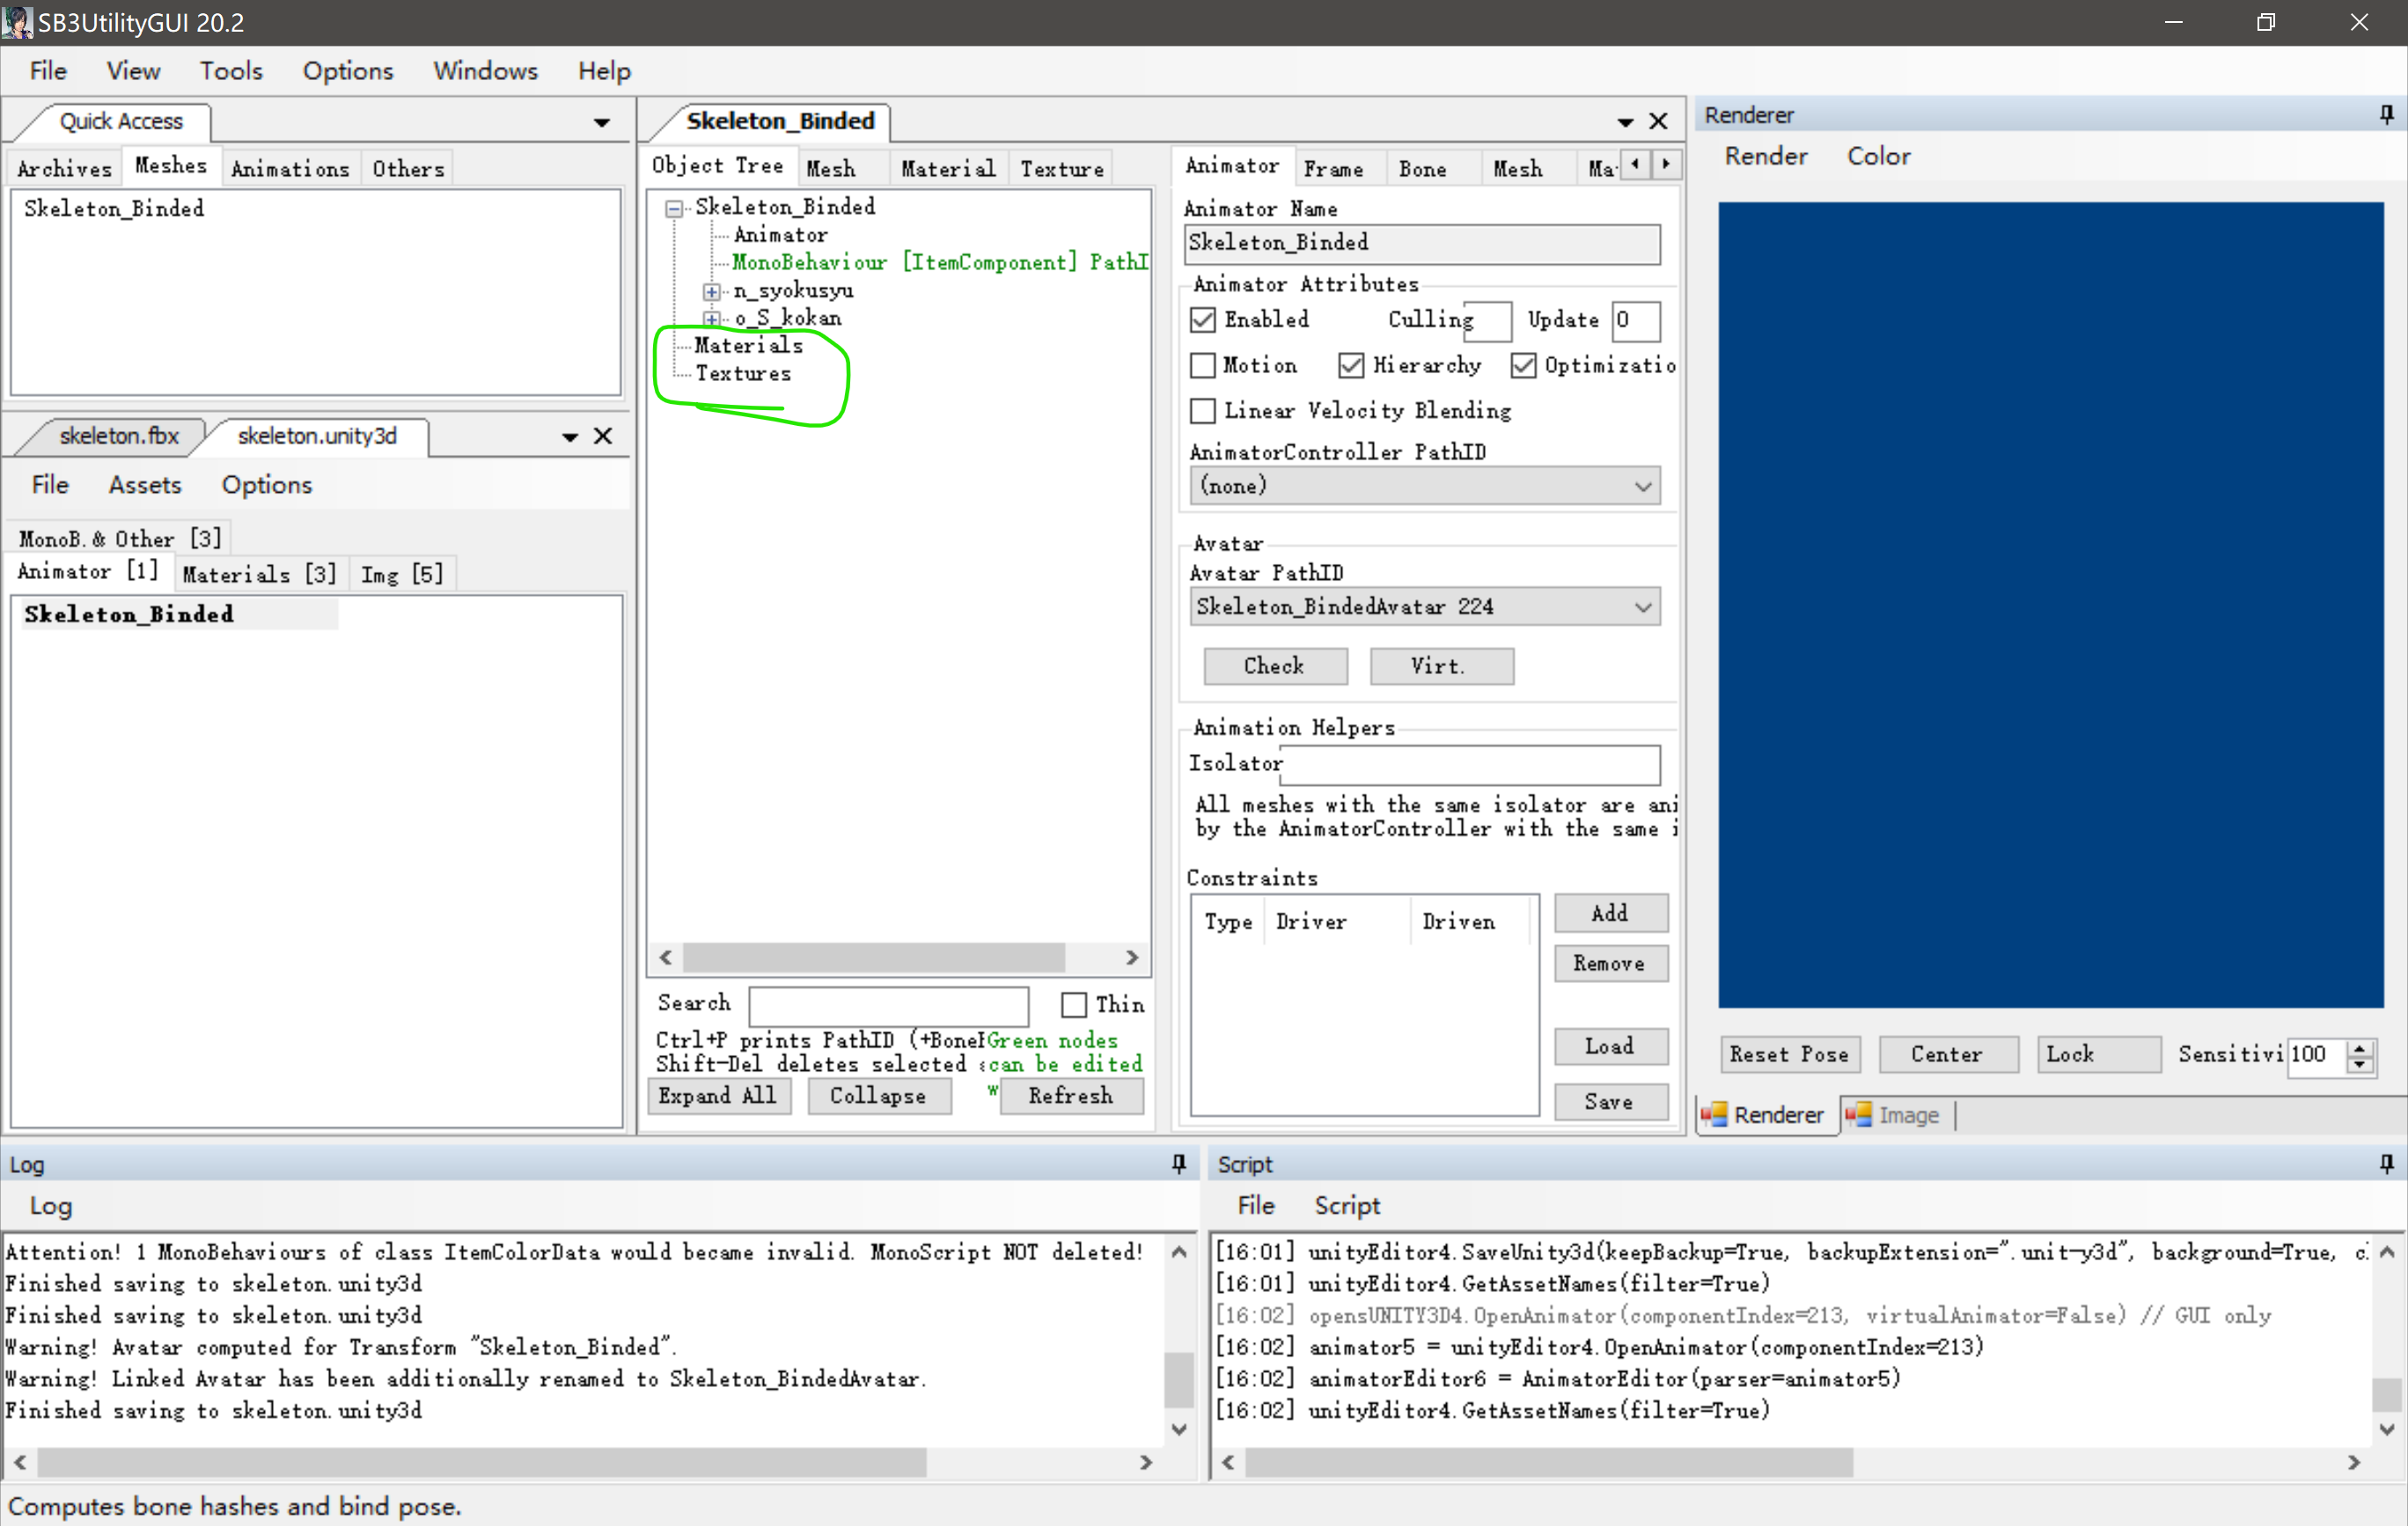 SB3UtilityGUI 20.2
File View Tools Options Windows Help
Quick Access
Archives Meshes Animations Others
Skeleton_Binded
skeleton.fbx skeleton.unity3d
File Assets Options
MonoB.& Other [3]
Animator [1] Materials [3] Img [5]
Skeleton_Binded
Skeleton_Binded
Object Tree Mesh Material Texture
Skeleton_Binded
Animator
MonoBehaviour [ItemComponent] PathI
n_syokusyu
o_S_kokan
Materials
Textures
Search Thin
Ctrl+P prints PathID (+Bone
Green nodes
Shift-Del deletes selected
can be edited
w
Expand All Collapse Refresh
Animator Frame Bone Mesh Ma
Animator Name
Skeleton_Binded
Animator Attributes
Enabled Culling Update 0
Motion Hierarchy Optimizatio
Linear Velocity Blending
AnimatorController PathID
(none)
Avatar
Avatar PathID
Skeleton_BindedAvatar 224
Check Virt.
Animation Helpers
Isolator
All meshes with the same isolator are ani
by the AnimatorController with the same i
Constraints
Type Driver Driven
Add
Remove
Load
Save
Renderer
Render Color
Reset Pose Center Lock Sensitivi 100
Renderer Image
Log
Log
Attention! 1 MonoBehaviours of class ItemColorData would became invalid. MonoScript NOT deleted!
Finished saving to skeleton.unity3d
Finished saving to skeleton.unity3d
Warning! Avatar computed for Transform "Skeleton_Binded".
Warning! Linked Avatar has been additionally renamed to Skeleton_BindedAvatar.
Finished saving to skeleton.unity3d
Script
File Script
[16:01] unityEditor4.SaveUnity3d(keepBackup=True, backupExtension=".unit-y3d", background=True, c
[16:01] unityEditor4.GetAssetNames(filter=True)
[16:02] opensUNITY3D4.OpenAnimator(componentIndex=213, virtualAnimator=False) // GUI only
[16:02] animator5 = unityEditor4.OpenAnimator(componentIndex=213)
[16:02] animatorEditor6 = AnimatorEditor(parser=animator5)
[16:02] unityEditor4.GetAssetNames(filter=True)
Computes bone hashes and bind pose.